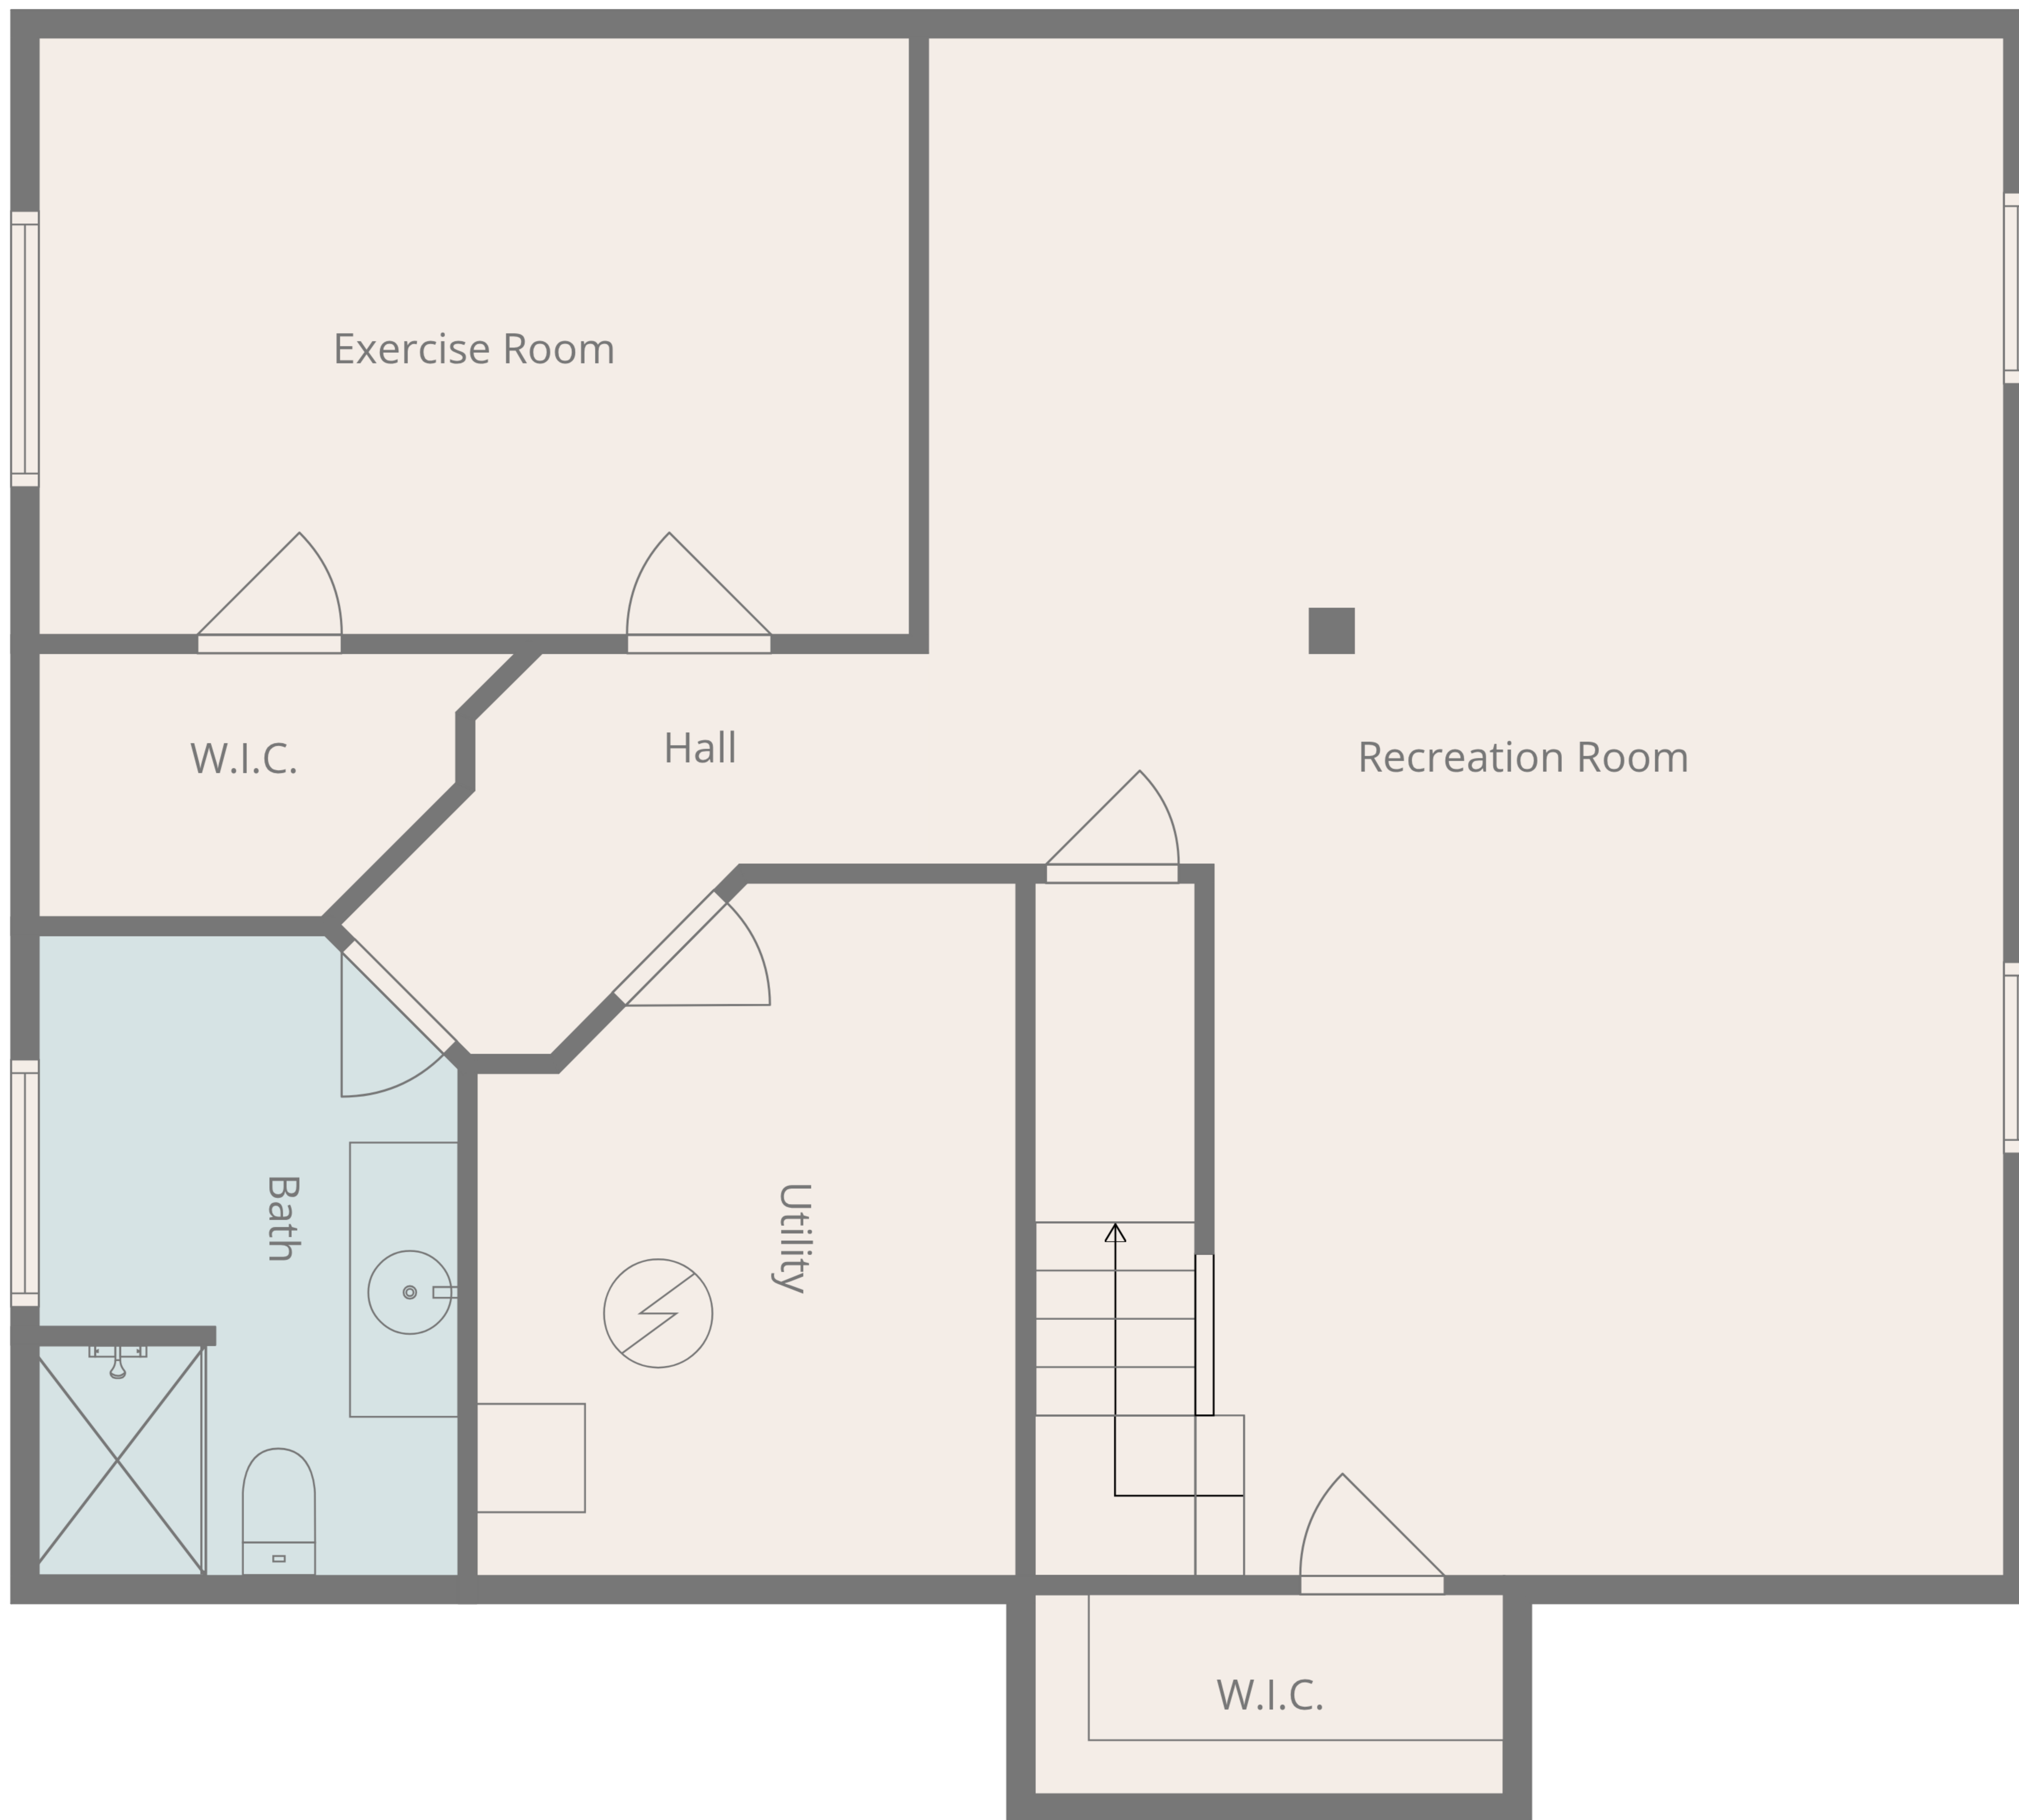 Exercise Room
W.I.C.
Hall
Recreation Room
Bath
Utility
W.I.C.